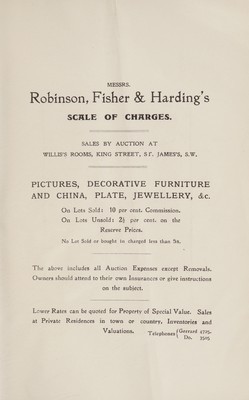 MESSRS.
Robinson, Fisher & Harding's
SCALE OF CHARGES.
SALES BY AUCTION AT
WILLIS'S ROOMS, KING STREET, ST. JAMES'S, S.W.
PICTURES, DECORATIVE FURNITURE
AND CHINA, PLATE, JEWELLERY, &c.
On Lots Sold: 10 per cent. Commission.
On Lots Unsold: 2½ per cent. on the
Reserve Prices.
No Lot Sold or bought in charged less than 5s.
The above includes all Auction Expenses except Removals.
Owners should attend to their own Insurances or give instructions
on the subject.
Lower Rates can be quoted for Property of Special Value. Sales
at Private Residences in town or country, Inventories and
Valuations. Telephones { Gerrard 4725.
Do. 3505.